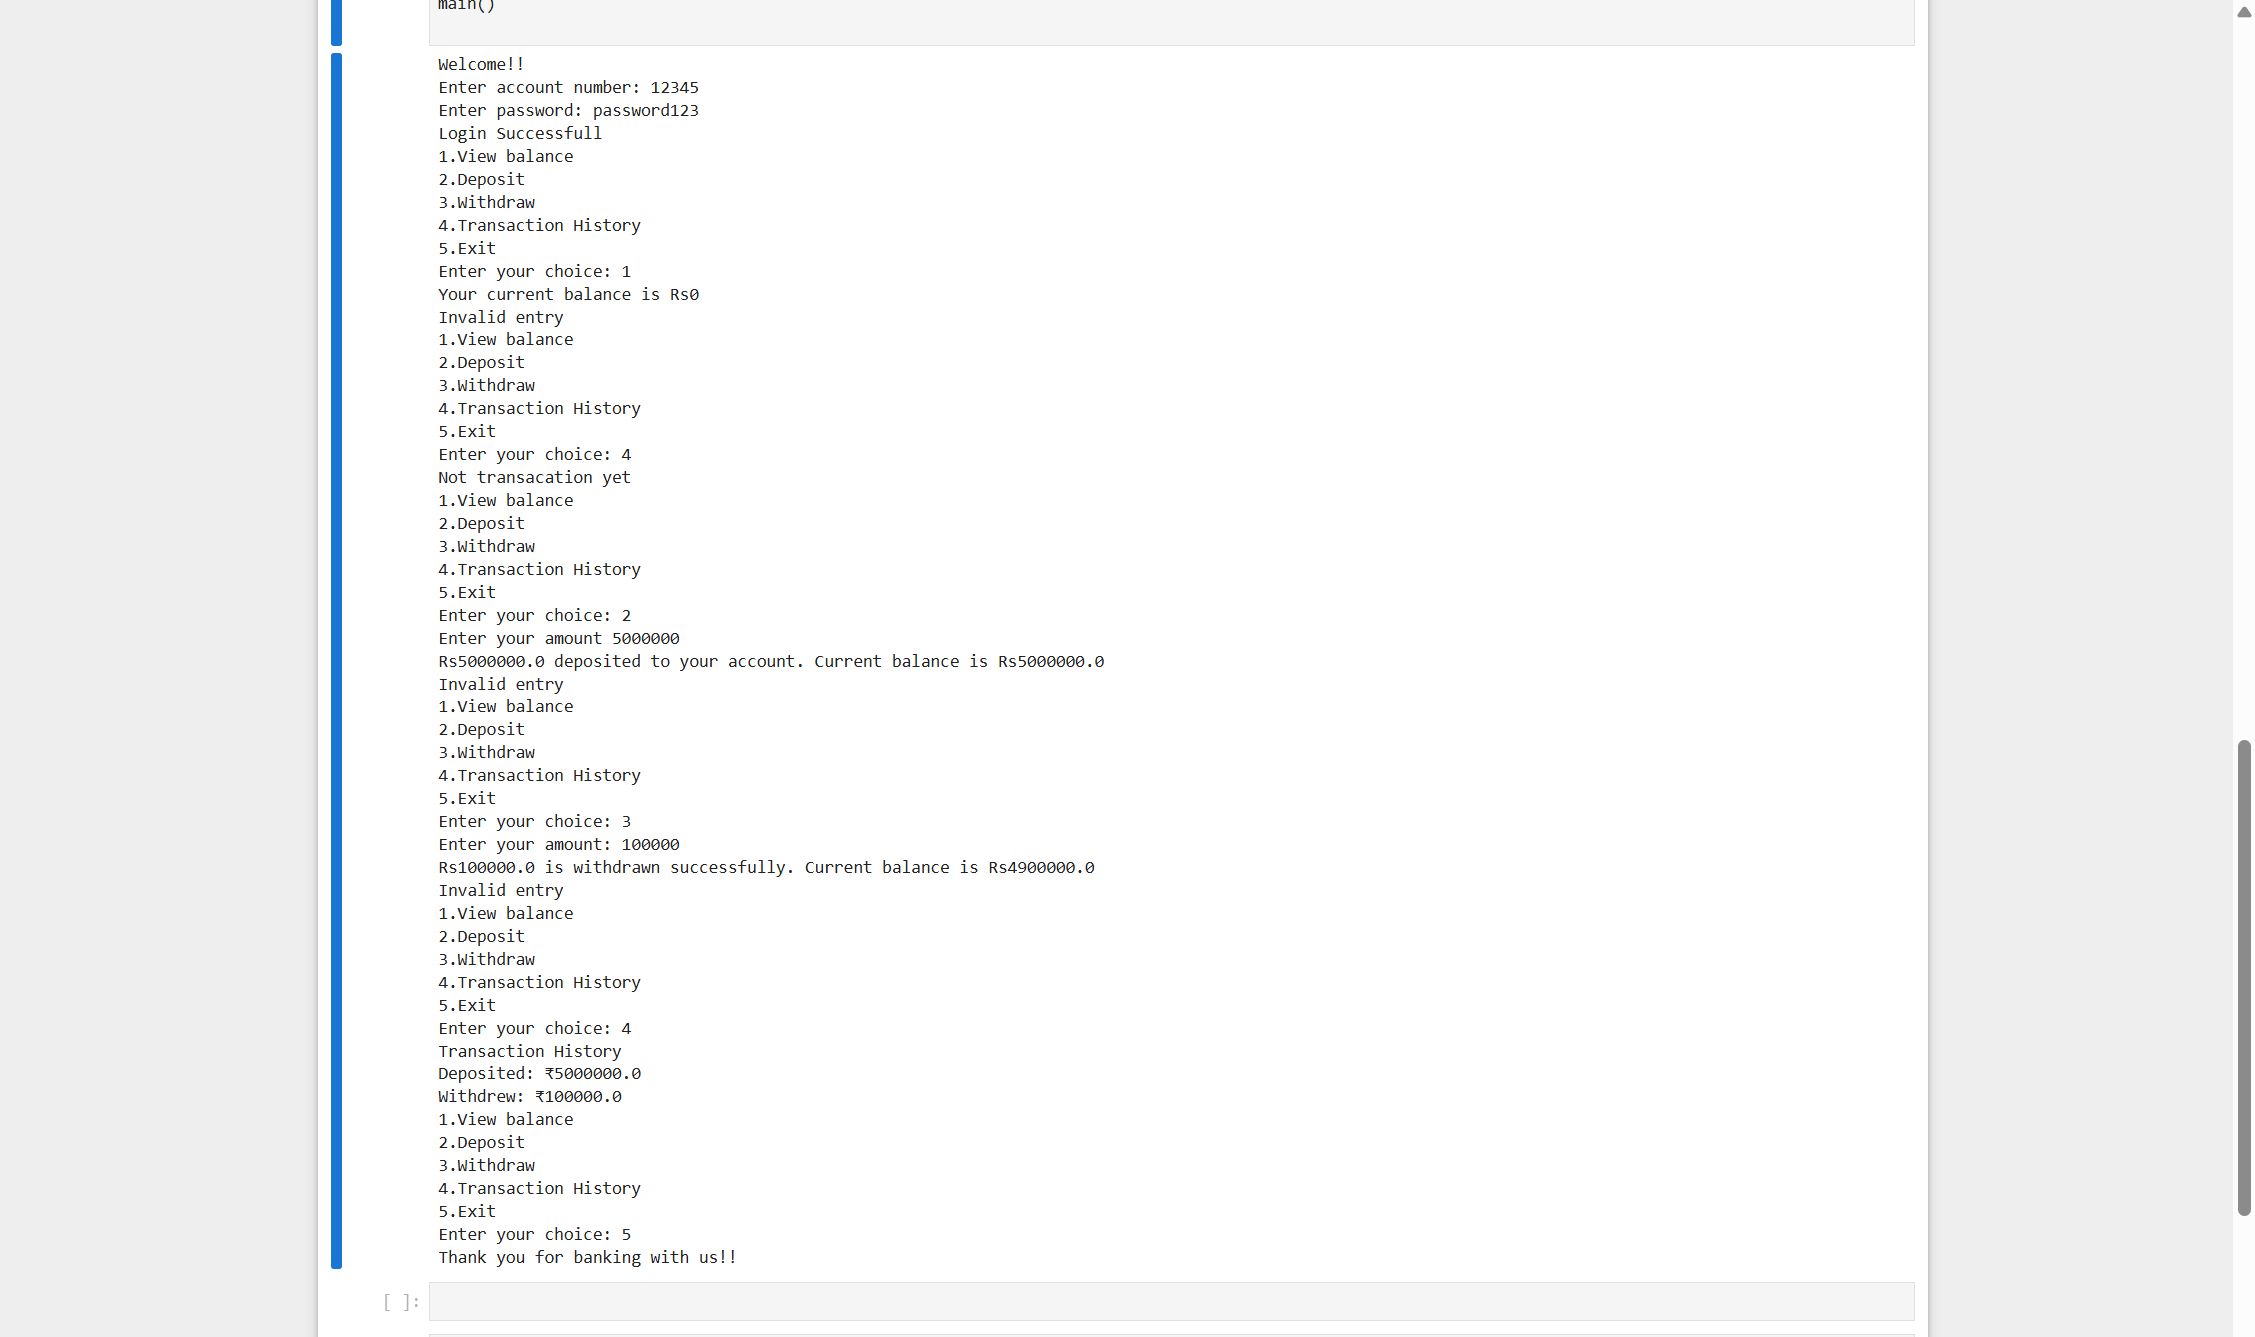 main()
Welcome!!
Enter account number: 12345
Enter password: password123
Login Successfull
1.View balance
2.Deposit
3.Withdraw
4.Transaction History
5.Exit
Enter your choice: 1
Your current balance is Rs0
Invalid entry
1.View balance
2.Deposit
3.Withdraw
4.Transaction History
5.Exit
Enter your choice: 4
Not transacation yet
1.View balance
2.Deposit
3.Withdraw
4.Transaction History
5.Exit
Enter your choice: 2
Enter your amount 5000000
Rs5000000.0 deposited to your account. Current balance is Rs5000000.0
Invalid entry
1.View balance
2.Deposit
3.Withdraw
4.Transaction History
5.Exit
Enter your choice: 3
Enter your amount: 100000
Rs100000.0 is withdrawn successfully. Current balance is Rs4900000.0
Invalid entry
1.View balance
2.Deposit
3.Withdraw
4.Transaction History
5.Exit
Enter your choice: 4
Transaction History
Deposited: ₹5000000.0
Withdrew: ₹100000.0
1.View balance
2.Deposit
3.Withdraw
4.Transaction History
5.Exit
Enter your choice: 5
Thank you for banking with us!!
[ ]: